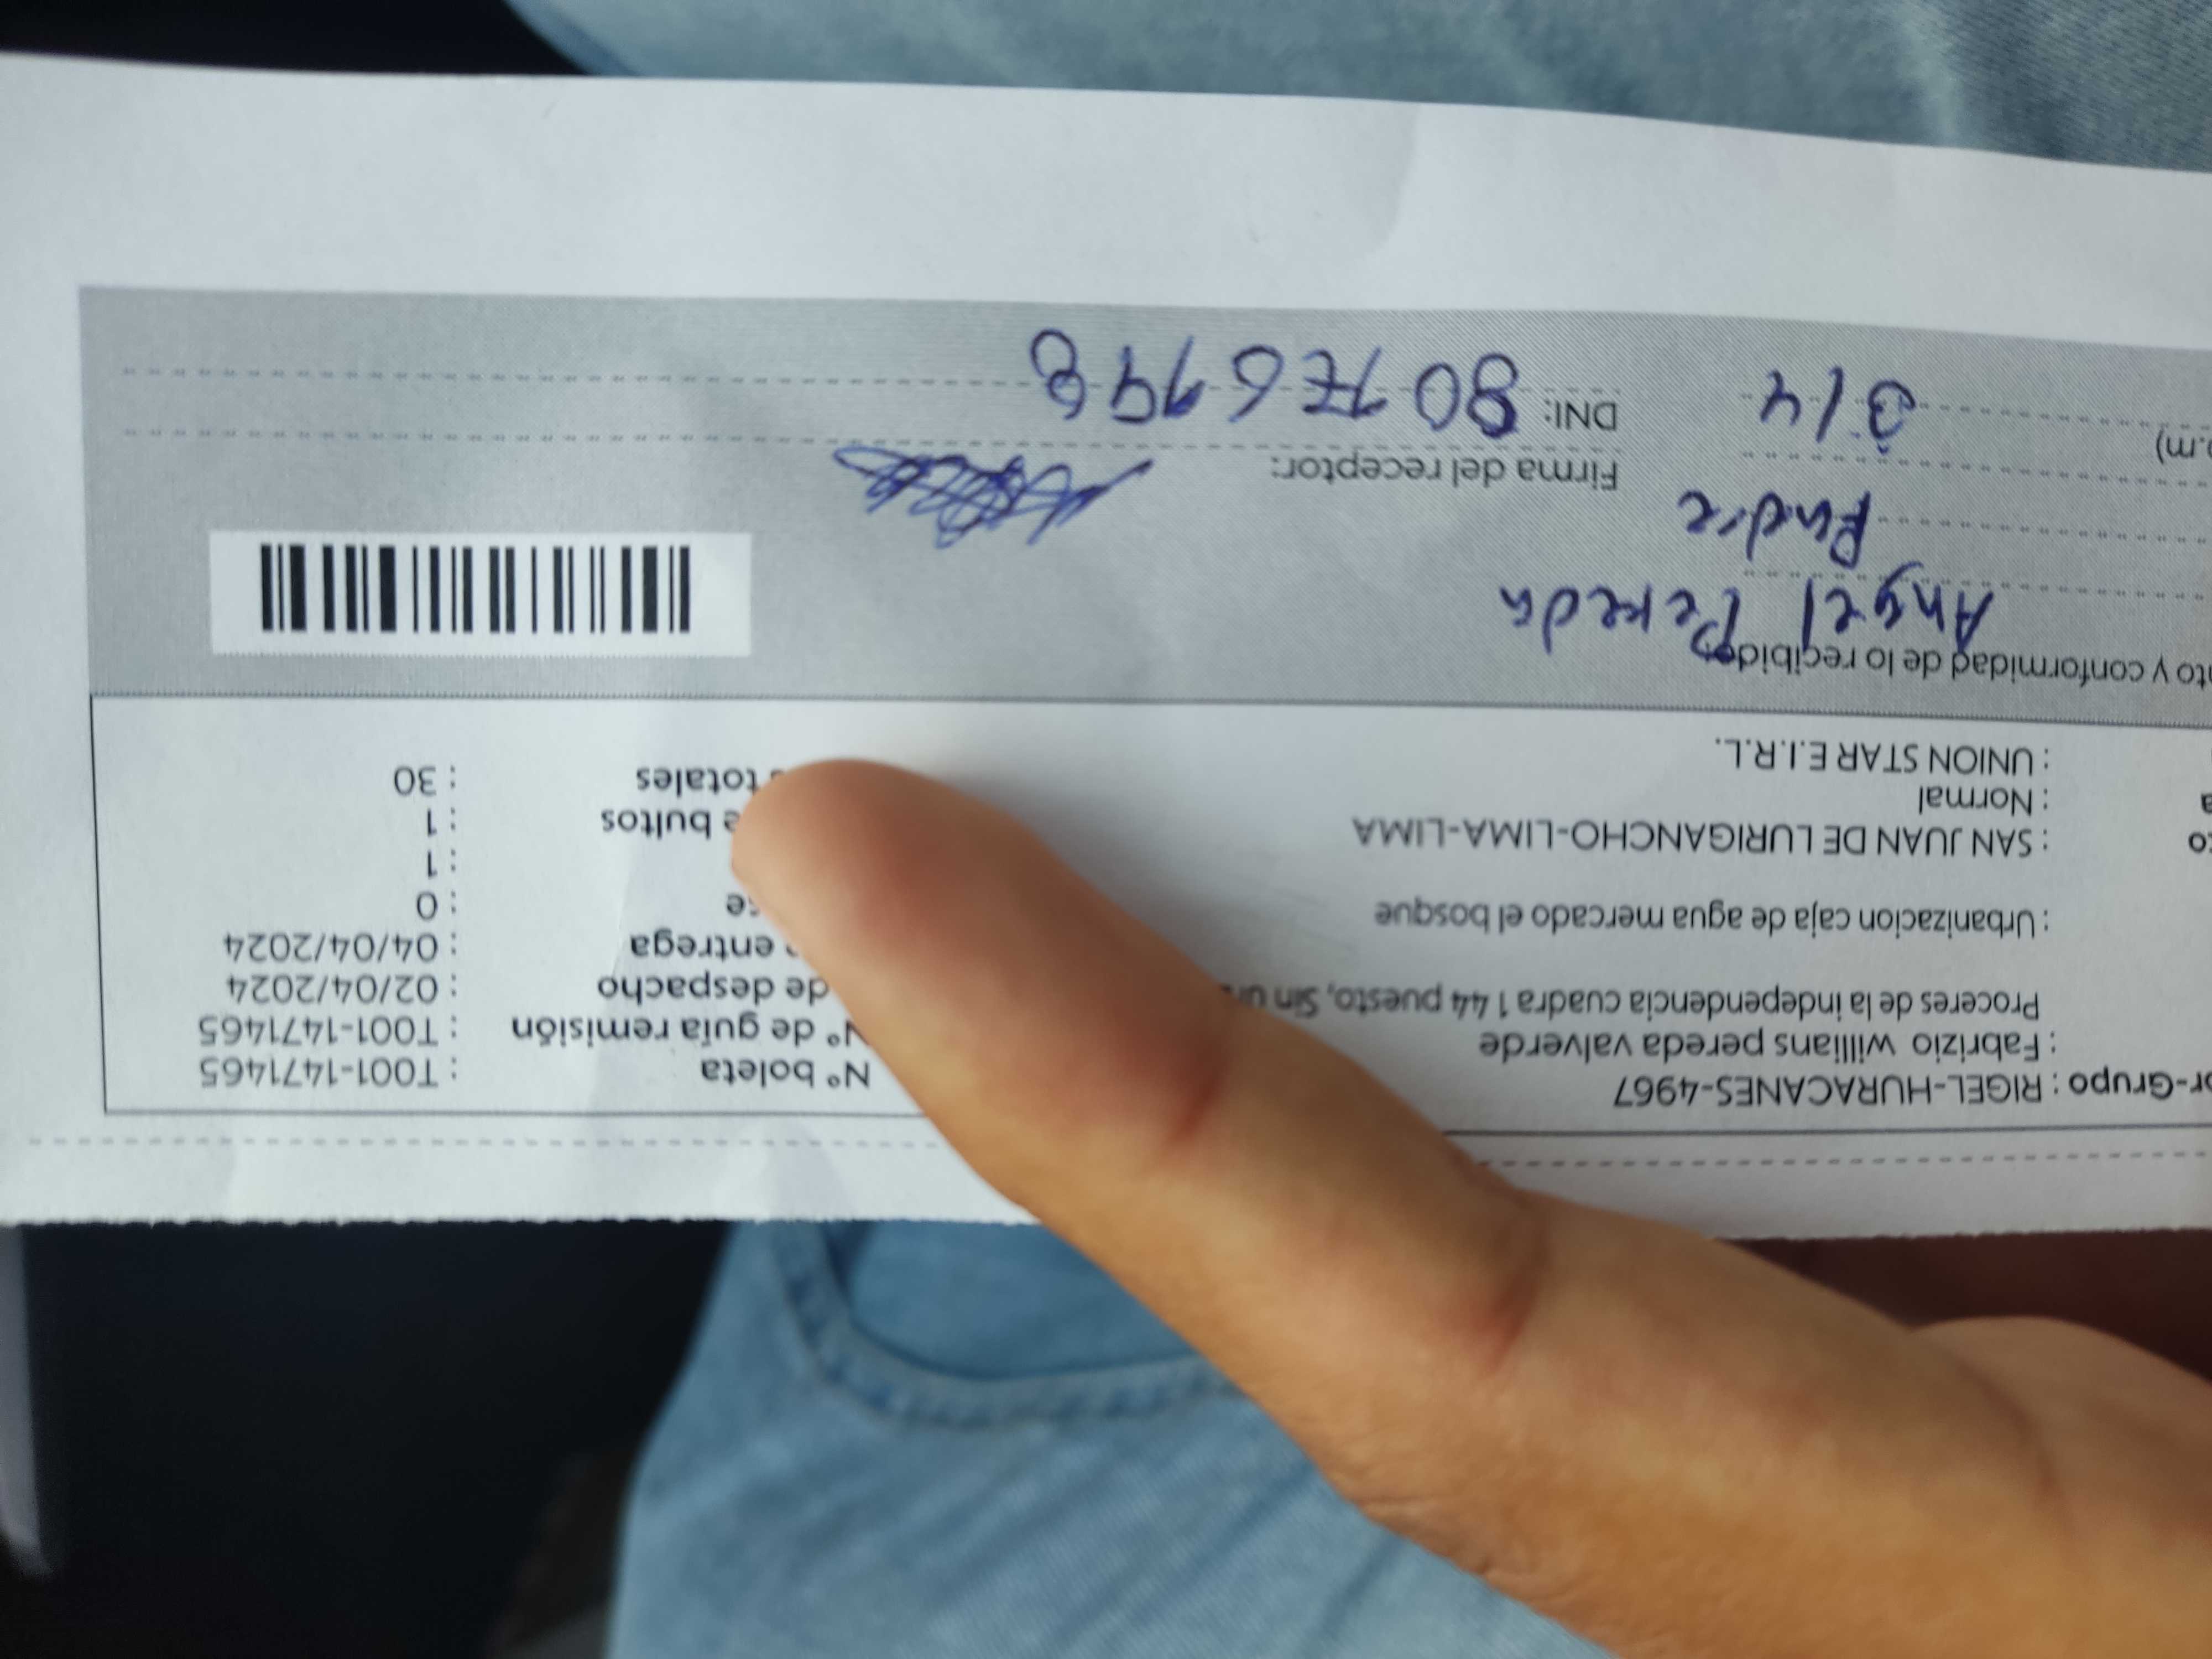 or-Grupo : RIGEL-HURACANES-4967
: Fabrizio willians pereda valverde
Proceres de la independencia cuadra 1 44 puesto, Sin
: Urbanizacion caja de agua mercado el bosque
: SAN JUAN DE LURIGANCHO-LIMA-LIMA
: Normal
: UNION STAR E.I.R.L.
N° boleta : T001-1471465
N° de guía remisión : T001-1471465
de despacho : 02/04/2024
entrega : 04/04/2024
: 0
: 1
e bultos : 1
totales : 30
nto y conformidad de lo recibido:
Angel Pereda
Padre
3/4
.m)
Firma del receptor:
DNI: